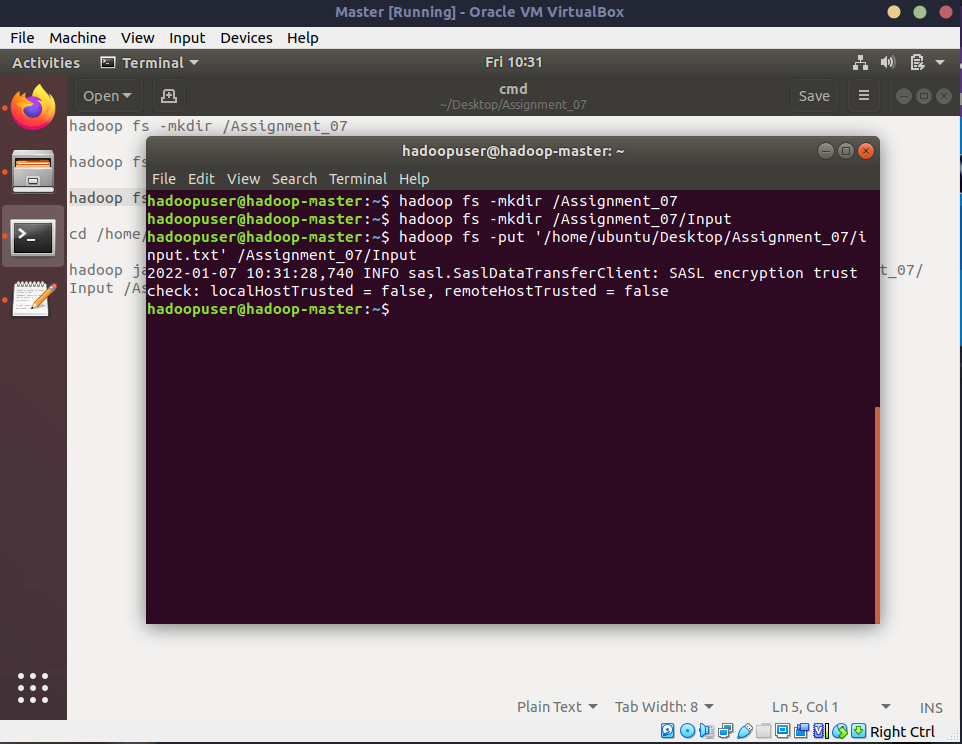 Master [Running] - Oracle VM VirtualBox
File Machine View Input Devices Help
Activities Terminal Fri 10:31
Open cmd Save
~/Desktop/Assignment_07
hadoop fs -mkdir /Assignment_07
hadoop fs
hadoop fs
cd /home/
hadoop ja t_07/
Input /As
hadoopuser@hadoop-master: ~
File Edit View Search Terminal Help
hadoopuser@hadoop-master:~$ hadoop fs -mkdir /Assignment_07
hadoopuser@hadoop-master:~$ hadoop fs -mkdir /Assignment_07/Input
hadoopuser@hadoop-master:~$ hadoop fs -put '/home/ubuntu/Desktop/Assignment_07/i
nput.txt' /Assignment_07/Input
2022-01-07 10:31:28,740 INFO sasl.SaslDataTransferClient: SASL encryption trust
check: localHostTrusted = false, remoteHostTrusted = false
hadoopuser@hadoop-master:~$
Plain Text Tab Width: 8 Ln 5, Col 1 INS
Right Ctrl